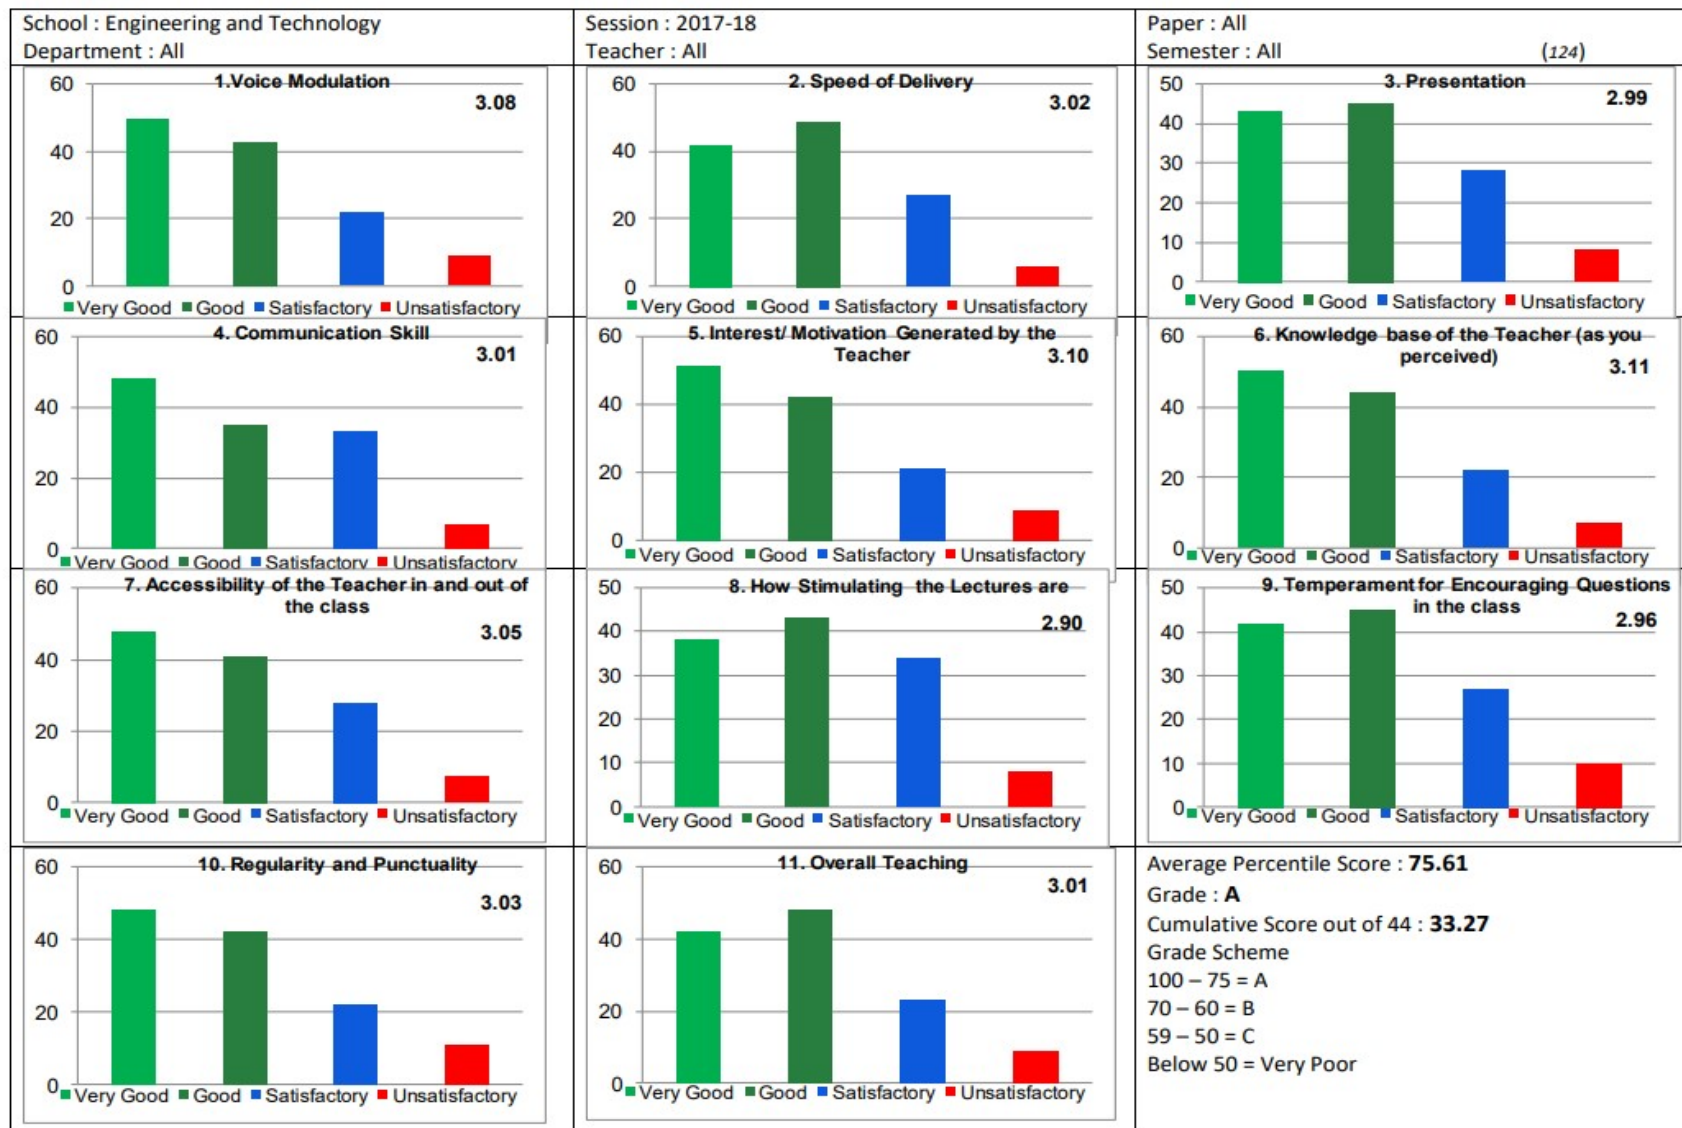 School : Engineering and Technology
Department : All
Session : 2017-18
Teacher : All
Paper : All
Semester : All (124)
1.Voice Modulation
3.08
60
40
20
0
Very Good Good Satisfactory Unsatisfactory
2. Speed of Delivery
3.02
60
40
20
0
Very Good Good Satisfactory Unsatisfactory
3. Presentation
2.99
50
40
30
20
10
0
Very Good Good Satisfactory Unsatisfactory
4. Communication Skill
3.01
60
40
20
0
Very Good Good Satisfactory Unsatisfactory
5. Interest/ Motivation Generated by the
Teacher
3.10
60
40
20
0
Very Good Good Satisfactory Unsatisfactory
6. Knowledge base of the Teacher (as you
perceived)
3.11
60
40
20
0
Very Good Good Satisfactory Unsatisfactory
7. Accessibility of the Teacher in and out of
the class
3.05
60
40
20
0
Very Good Good Satisfactory Unsatisfactory
8. How Stimulating the Lectures are
2.90
50
40
30
20
10
0
Very Good Good Satisfactory Unsatisfactory
9. Temperament for Encouraging Questions
in the class
2.96
50
40
30
20
10
0
Very Good Good Satisfactory Unsatisfactory
10. Regularity and Punctuality
3.03
60
40
20
0
Very Good Good Satisfactory Unsatisfactory
11. Overall Teaching
3.01
60
40
20
0
Very Good Good Satisfactory Unsatisfactory
Average Percentile Score : 75.61
Grade : A
Cumulative Score out of 44 : 33.27
Grade Scheme
100 – 75 = A
70 – 60 = B
59 – 50 = C
Below 50 = Very Poor